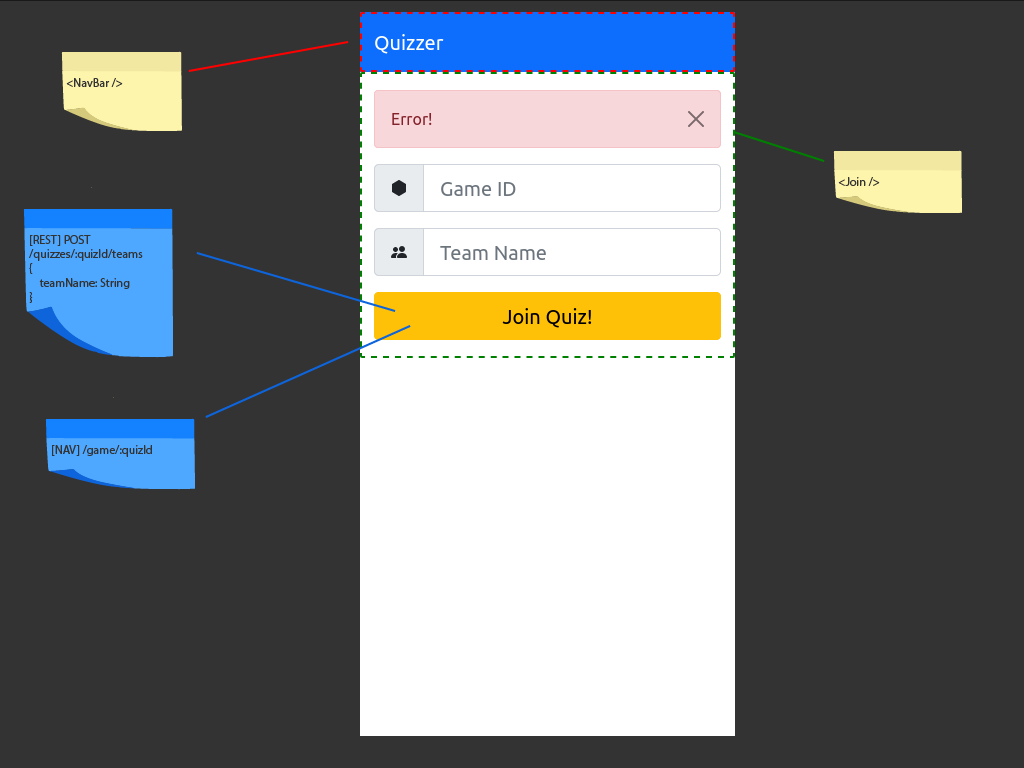 Quizzer
<NavBar />
Error!
<Join />
Game ID
[REST] POST
/quizzes/:quizId/teams
{
    teamName: String
}
Team Name
Join Quiz!
[NAV] /game/:quizId